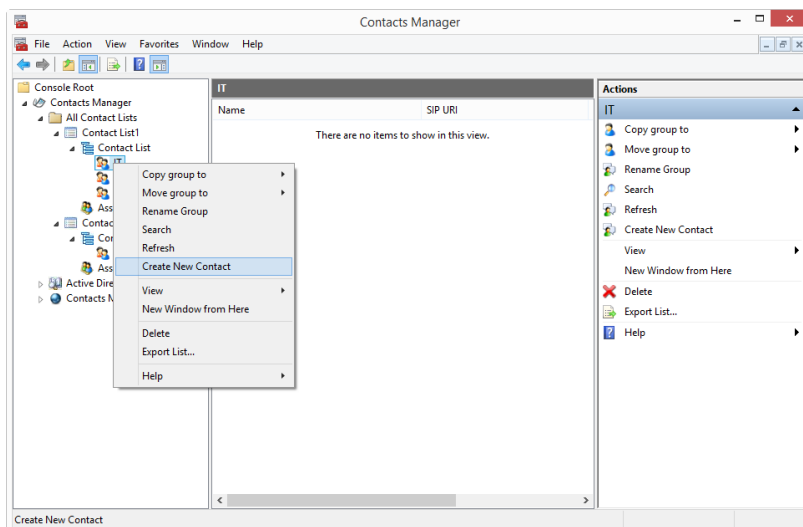 Contacts Manager
File Action View Favorites Window Help
Console Root
Contacts Manager
All Contact Lists
Contact List1
Contact List
IT
Ass
Contac
Cor
Ass
Active Dire
Contacts M
Copy group to
Move group to
Rename Group
Search
Refresh
Create New Contact
View
New Window from Here
Delete
Export List...
Help
IT
Name SIP URI
There are no items to show in this view.
Actions
IT
Copy group to
Move group to
Rename Group
Search
Refresh
Create New Contact
View
New Window from Here
Delete
Export List...
Help
Create New Contact